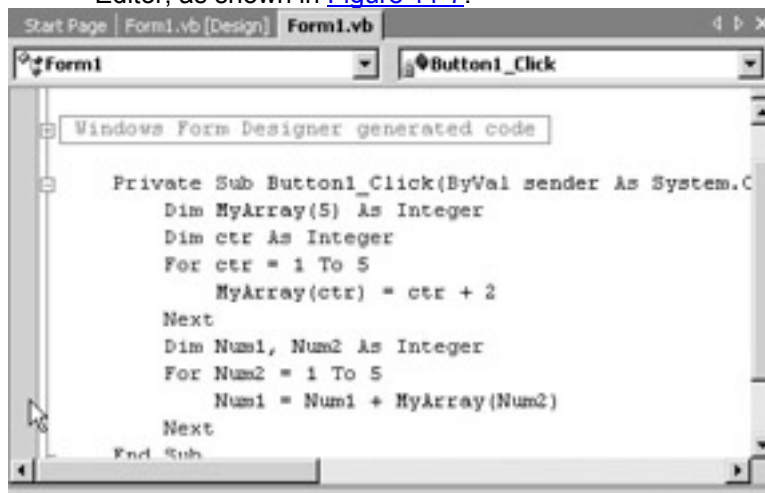 Editor, as shown in Figure 11-7.
Start Page Form1.vb [Design] Form1.vb
Form1 Button1_Click
Windows Form Designer generated code
Private Sub Button1_Click(ByVal sender As System.
Dim MyArray(5) As Integer
Dim ctr As Integer
For ctr = 1 To 5
MyArray(ctr) = ctr + 2
Next
Dim Num1, Num2 As Integer
For Num2 = 1 To 5
Num1 = Num1 + MyArray(Num2)
Next
End Sub